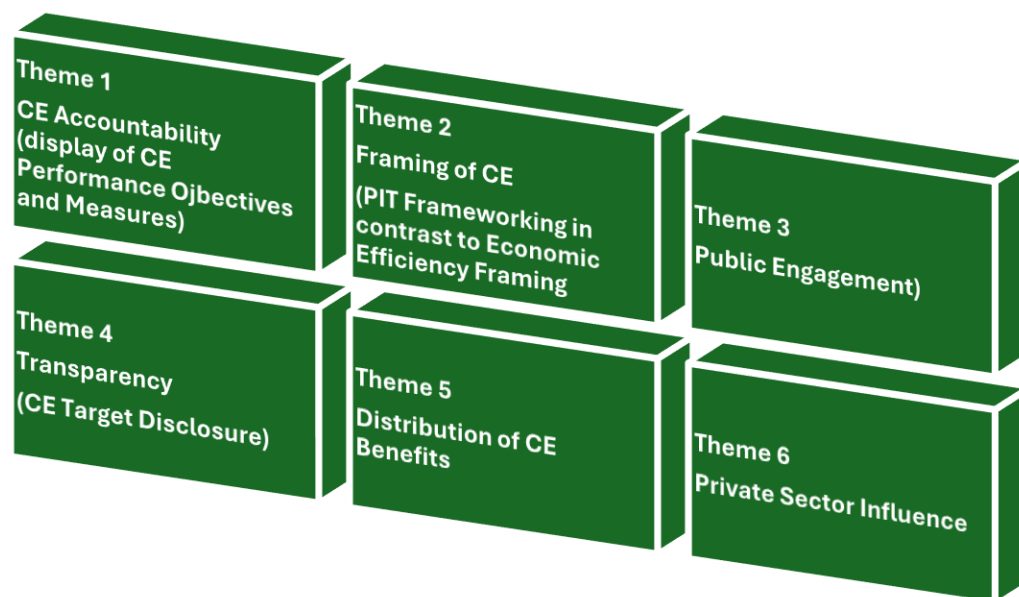 Theme 1
CE Accountability
(display of CE
Performance Ojbectives
and Measures)
Theme 2
Framing of CE
(PIT Frameworking in
contrast to Economic
Efficiency Framing
Theme 3
Public Engagement)
Theme 4
Transparency
(CE Target Disclosure)
Theme 5
Distribution of CE
Benefits
Theme 6
Private Sector Influence